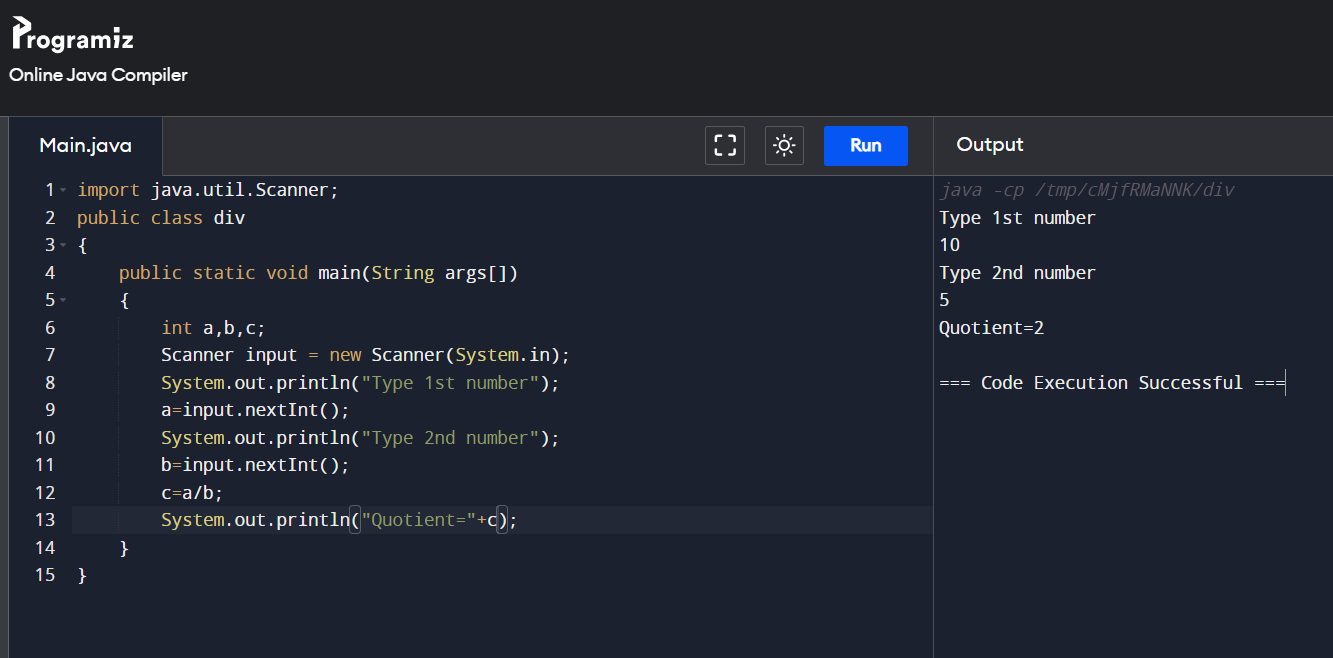 Programiz
Online Java Compiler
Main.java
Run
Output
1 import java.util.Scanner;
2 public class div
3 {
4     public static void main(String args[])
5     {
6         int a,b,c;
7         Scanner input = new Scanner(System.in);
8         System.out.println("Type 1st number");
9         a=input.nextInt();
10         System.out.println("Type 2nd number");
11         b=input.nextInt();
12         c=a/b;
13         System.out.println("Quotient="+c);
14     }
15 }
java -cp /tmp/cMjfRMaNNK/div
Type 1st number
10
Type 2nd number
5
Quotient=2
=== Code Execution Successful ===